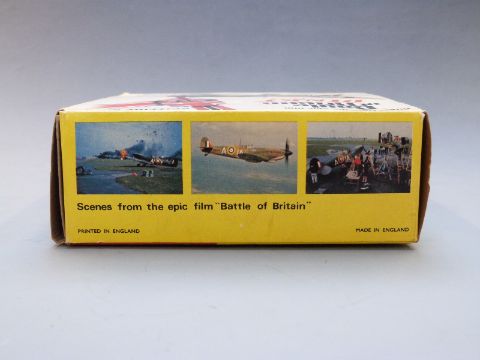 Scenes from the epic film "Battle of Britain"
PRINTED IN ENGLAND
MADE IN ENGLAND